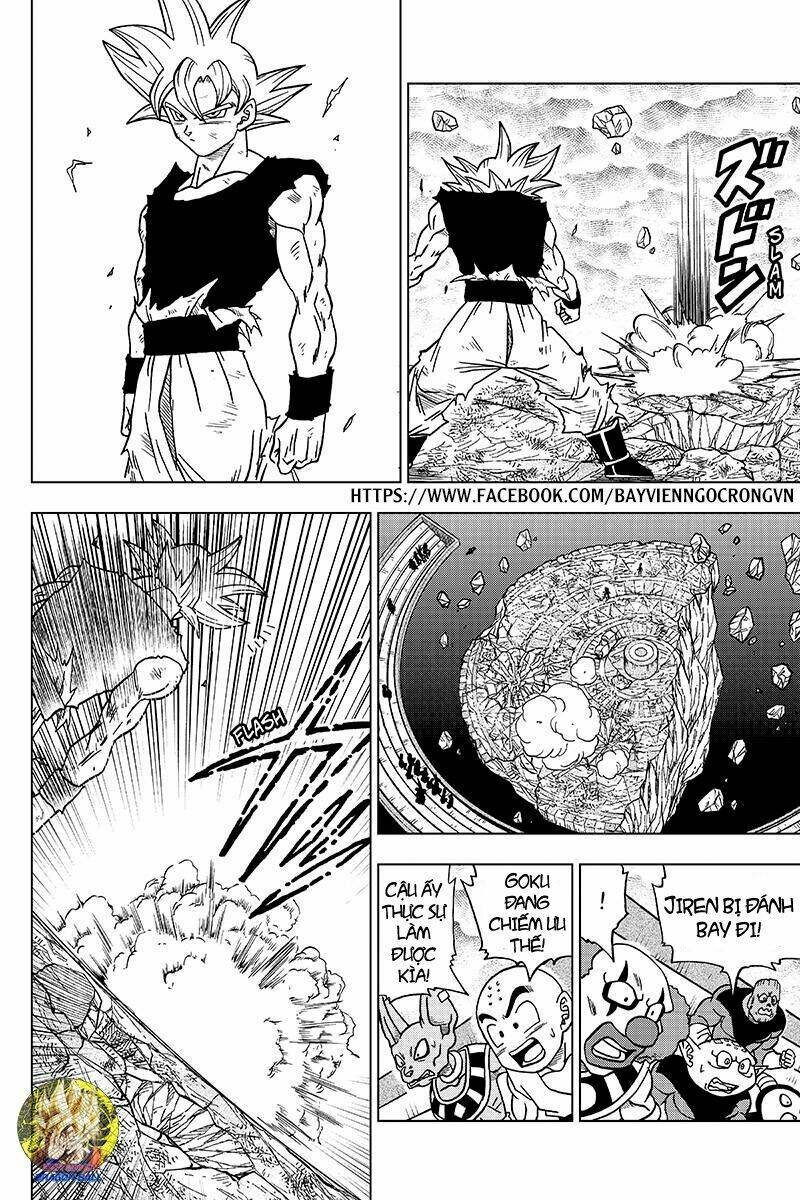 ズドン
SLAM
HTTPS://WWW.FACEBOOK.COM/BAYVIENNGOCRONGVN
FLASH
JIREN BỊ ĐÁNH
BAY ĐI!
!
GOKU
ĐANG
CHIẾM ƯU
THẾ!
CẬU ẤY
THỰC SỰ
LÀM
ĐƯỢC
KÌA!